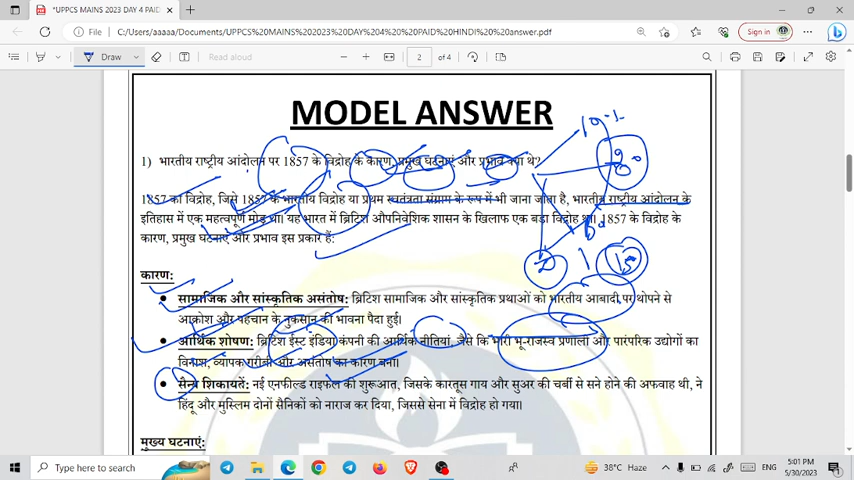 *UPPCS MAINS 2023 DAY 4 PAID
File C:/Users/aaaaa/Documents/UPPCS%20MAINS%202023%20DAY%204%20%20PAID%20HINDI%20%20answer.pdf
Sign in
Draw
Read aloud
2 of 4
MODEL ANSWER
1) भारतीय राष्ट्रीय आंदोलन पर 1857 के विद्रोह के कारण, प्रमुख घटनाएं और प्रभाव क्या थे?
1857 का विद्रोह, जिसे 1857 के भारतीय विद्रोह या प्रथम स्वतंत्रता संग्राम के रूप में भी जाना जाता है, भारतीय राष्ट्रीय आंदोलन के
इतिहास में एक महत्वपूर्ण मोड़ था। यह भारत में ब्रिटिश औपनिवेशिक शासन के खिलाफ एक बड़ा विद्रोह था। 1857 के विद्रोह के
कारण, प्रमुख घटनाएं और प्रभाव इस प्रकार हैं:
कारण:
• सामाजिक और सांस्कृतिक असंतोष: ब्रिटिश सामाजिक और सांस्कृतिक प्रथाओं को भारतीय आबादी पर थोपने से
आक्रोश और पहचान के नुकसान की भावना पैदा हुई।
• आर्थिक शोषण: ब्रिटिश ईस्ट इंडिया कंपनी की आर्थिक नीतियां, जैसे कि भारी भू-राजस्व प्रणाली और पारंपरिक उद्योगों का
विनाश, व्यापक गरीबी और असंतोष का कारण बना।
• सैन्य शिकायतें: नई एनफील्ड राइफल की शुरूआत, जिसके कारतूस गाय और सुअर की चर्बी से सने होने की अफवाह थी, ने
हिंदू और मुस्लिम दोनों सैनिकों को नाराज कर दिया, जिससे सेना में विद्रोह हो गया।
मुख्य घटनाएं:
Type here to search
38°C Haze
ENG
5:01 PM
5/30/2023